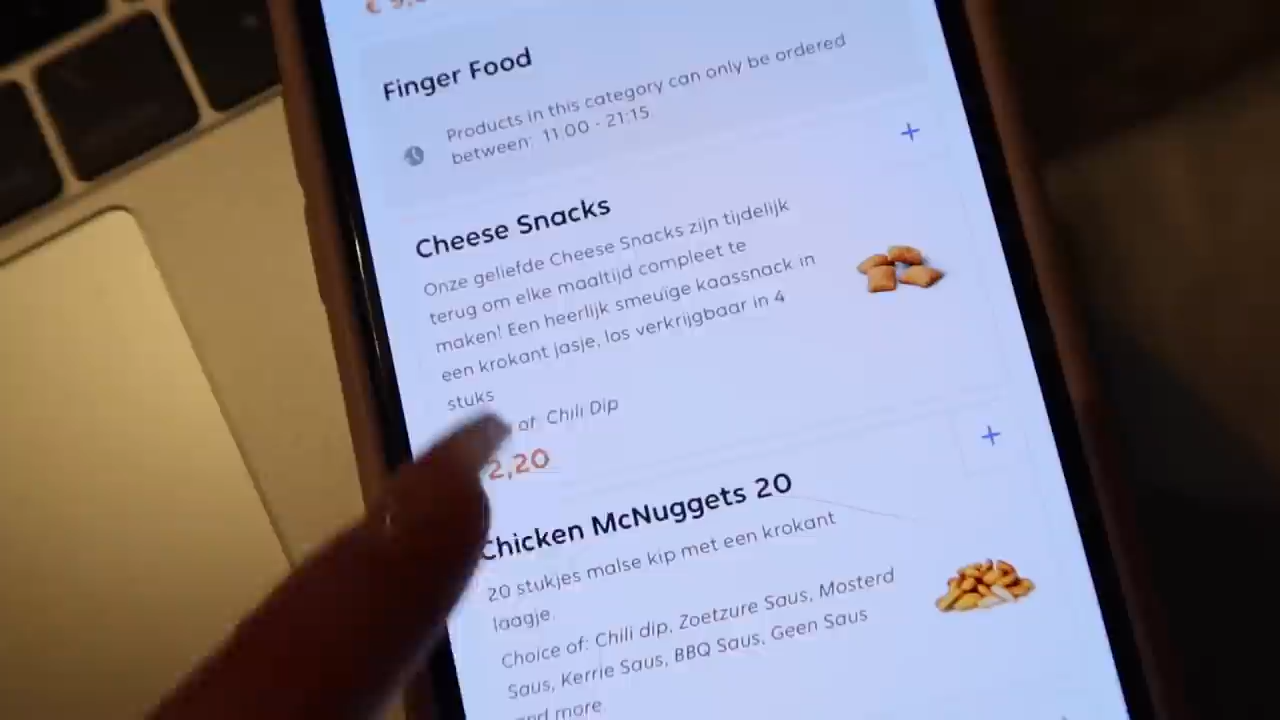 Finger Food
Products in this category can only be ordered
between: 11:00 - 21:15
Cheese Snacks
Onze geliefde Cheese Snacks zijn tijdelijk
terug om elke maaltijd compleet te
maken! Een heerlijk smeuïge kaassnack in
een krokant jasje, los verkrijgbaar in 4
stuks
of: Chili Dip
2,20
Chicken McNuggets 20
20 stukjes malse kip met een krokant
laagje.
Choice of: Chili dip, Zoetzure Saus, Mosterd
Saus, Kerrie Saus, BBQ Saus, Geen Saus
and more.